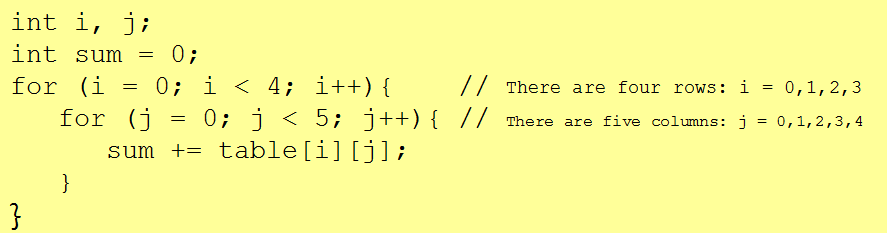 int i, j;
int sum = 0;
for (i = 0; i < 4; i++){     // There are four rows: i = 0,1,2,3
   for (j = 0; j < 5; j++){ // There are five columns: j = 0,1,2,3,4
      sum += table[i][j];
   }
}